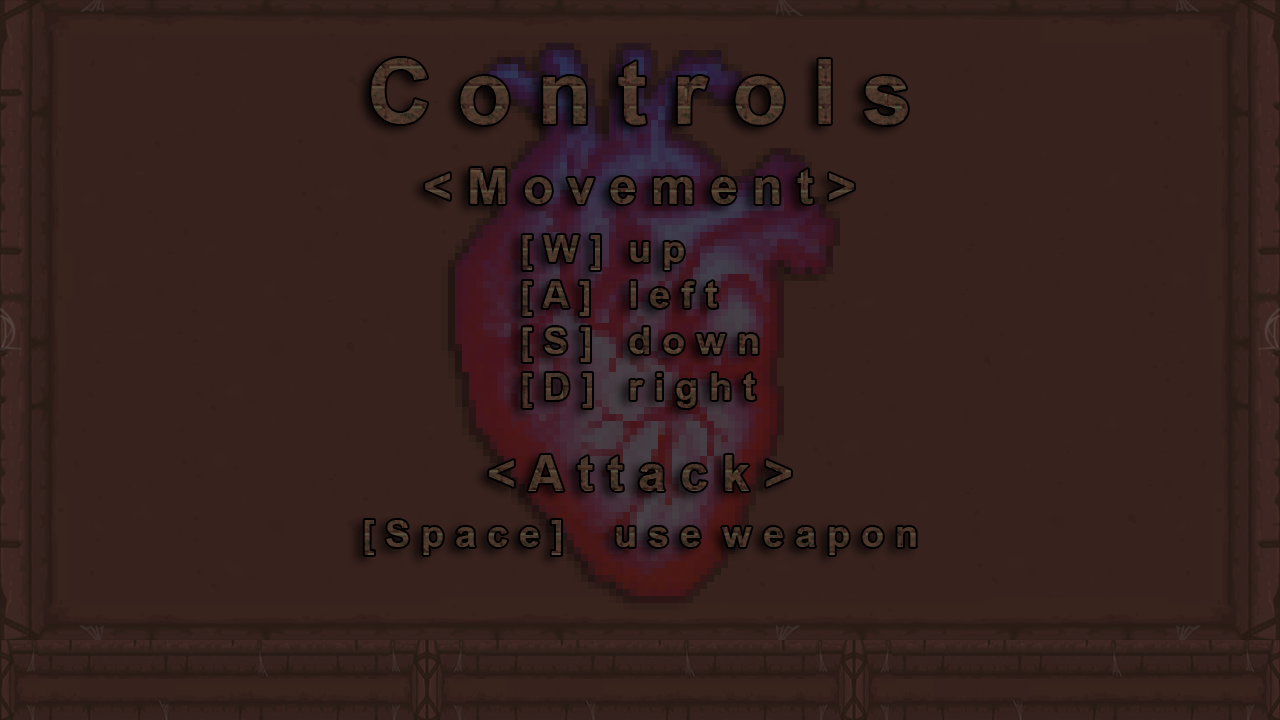 Controls
<Movement>
[W] up
[A] left
[S] down
[D] right
<Attack>
[Space] use weapon